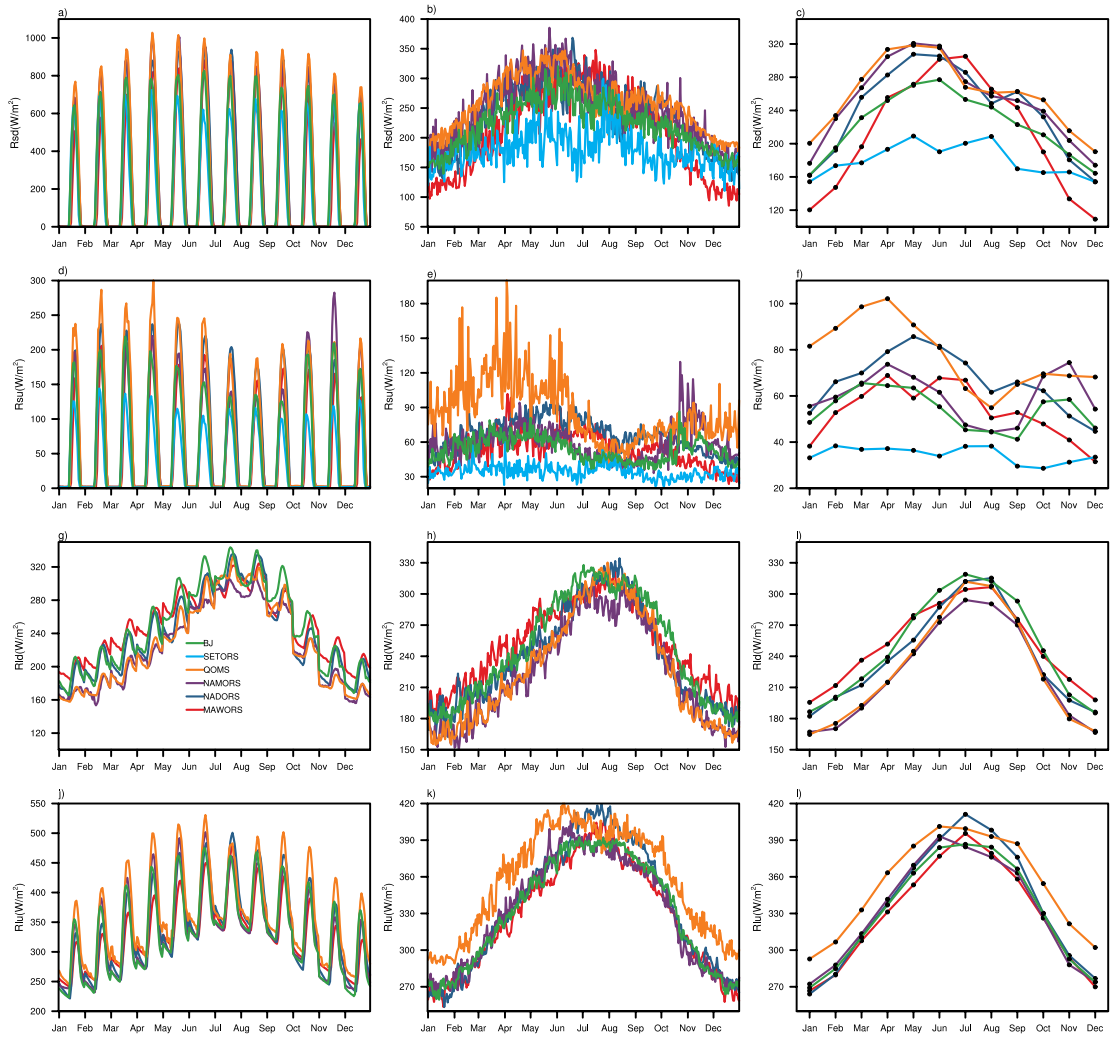 a)
Rsd(W/m²)
1000
800
600
400
200
0
Jan Feb Mar Apr May Jun Jul Aug Sep Oct Nov Dec
b)
Rsd(W/m²)
400
350
300
250
200
150
100
50
Jan Feb Mar Apr May Jun Jul Aug Sep Oct Nov Dec
c)
Rsd(W/m²)
320
280
240
200
160
120
Jan Feb Mar Apr May Jun Jul Aug Sep Oct Nov Dec
d)
Rsu(W/m²)
300
250
200
150
100
50
0
Jan Feb Mar Apr May Jun Jul Aug Sep Oct Nov Dec
e)
Rsu(W/m²)
180
150
120
90
60
30
Jan Feb Mar Apr May Jun Jul Aug Sep Oct Nov Dec
f)
Rsu(W/m²)
100
80
60
40
20
Jan Feb Mar Apr May Jun Jul Aug Sep Oct Nov Dec
g)
Rld(W/m²)
320
280
240
200
160
120
BJ
SETORS
QOMS
NAMORS
NADORS
MAWORS
Jan Feb Mar Apr May Jun Jul Aug Sep Oct Nov Dec
h)
Rld(W/m²)
330
300
270
240
210
180
150
Jan Feb Mar Apr May Jun Jul Aug Sep Oct Nov Dec
I)
Rld(W/m²)
330
300
270
240
210
180
150
Jan Feb Mar Apr May Jun Jul Aug Sep Oct Nov Dec
j)
Rlu(W/m²)
550
500
450
400
350
300
250
200
Jan Feb Mar Apr May Jun Jul Aug Sep Oct Nov Dec
k)
Rlu(W/m²)
420
390
360
330
300
270
Jan Feb Mar Apr May Jun Jul Aug Sep Oct Nov Dec
l)
Rlu(W/m²)
420
390
360
330
300
270
Jan Feb Mar Apr May Jun Jul Aug Sep Oct Nov Dec